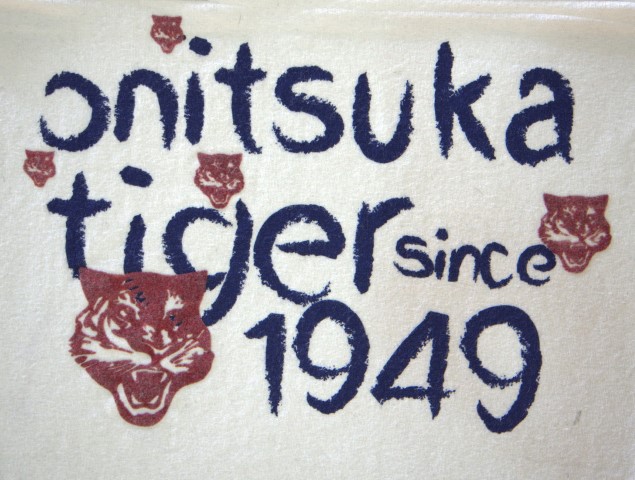 onitsuka
tiger since
1949